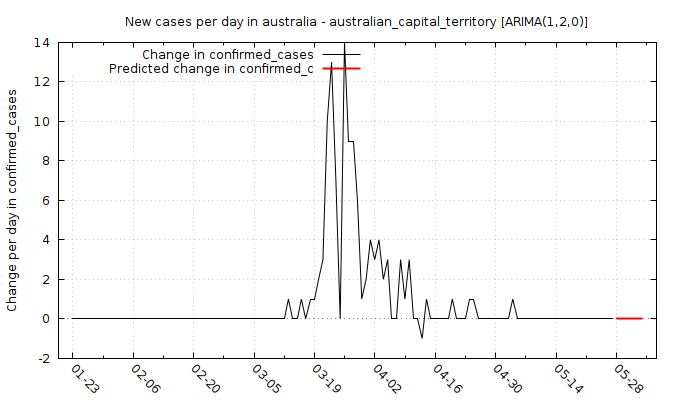 New cases per day in australia - australian_capital_territory [ARIMA(1,2,0)]
Change in confirmed_cases
Predicted change in confirmed_c
Change per day in confirmed_cases
14
12
10
8
6
4
2
0
-2
01-23 02-06 02-20 03-05 03-19 04-02 04-16 04-30 05-14 05-28